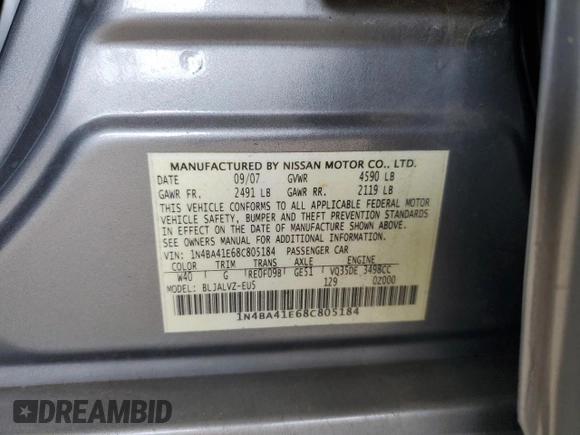 MANUFACTURED BY NISSAN MOTOR CO., LTD.
DATE 09/07 GVWR 4590 LB
GAWR FR. 2491 LB GAWR RR. 2119 LB
THIS VEHICLE CONFORMS TO ALL APPLICABLE FEDERAL MOTOR
VEHICLE SAFETY, BUMPER AND THEFT PREVENTION STANDARDS
IN EFFECT ON THE DATE OF MANUFACTURE SHOWN ABOVE.
SEE OWNERS MANUAL FOR ADDITIONAL INFORMATION.
VIN: 1N4BA41E68C805184 PASSENGER CAR
COLOR TRIM TRANS AXLE ENGINE
W40 G RE0F09B GE51 VQ35DE 3498CC
MODEL: BLJALVZ-EU5 129 0Z000
1N4BA41E68C805184
DREAMBID